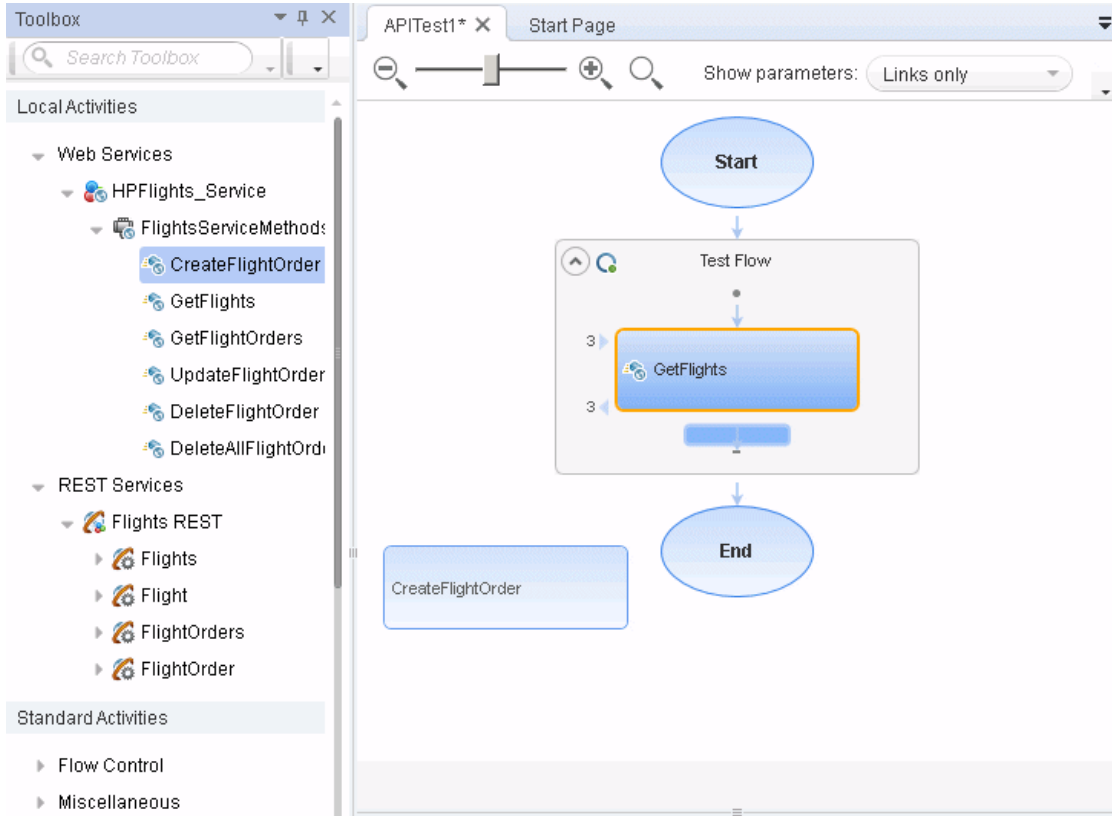 Toolbox
Search Toolbox
Local Activities
Web Services
HPFlights_Service
FlightsServiceMethods
CreateFlightOrder
GetFlights
GetFlightOrders
UpdateFlightOrder
DeleteFlightOrder
DeleteAllFlightOrde
REST Services
Flights REST
Flights
Flight
FlightOrders
FlightOrder
Standard Activities
Flow Control
Miscellaneous
APITest1*
Start Page
Show parameters: Links only
Start
Test Flow
3
GetFlights
3
End
CreateFlightOrder